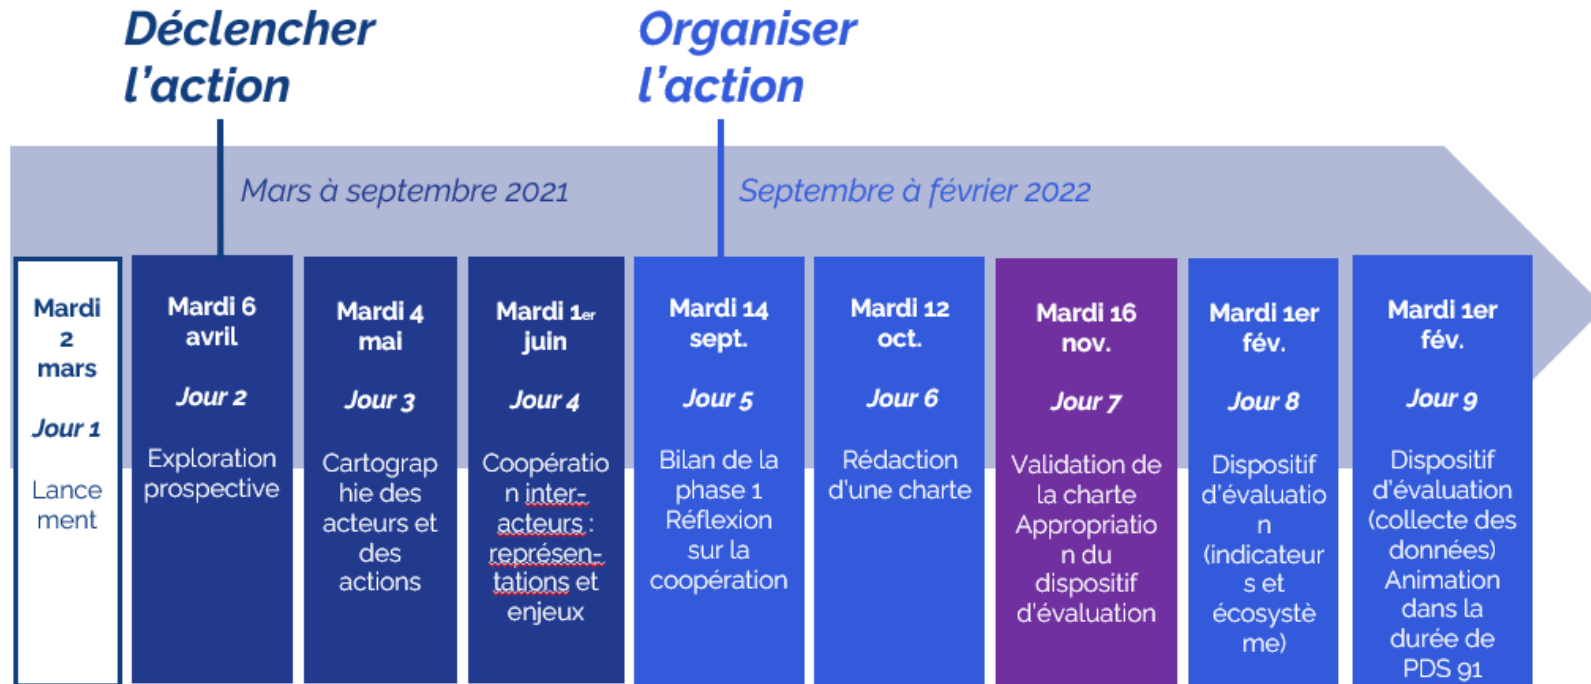 Déclencher
l'action
Organiser
l'action
Mars à septembre 2021
Septembre à février 2022
Mardi
2
mars
Jour 1
Lance
ment
Mardi 6
avril
Jour 2
Exploration
prospective
Mardi 4
mai
Jour 3
Cartograp
hie des
acteurs et
des
actions
Mardi 1er
juin
Jour 4
Coopératio
n inter-
acteurs :
représen-
tations et
enjeux
Mardi 14
sept.
Jour 5
Bilan de la
phase 1
Réflexion
sur la
coopération
Mardi 12
oct.
Jour 6
Rédaction
d'une charte
Mardi 16
nov.
Jour 7
Validation de
la charte
Appropriatio
n du
dispositif
d'évaluation
Mardi 1er
fév.
Jour 8
Dispositif
d'évaluatio
n
(indicateur
s et
écosystè
me)
Mardi 1er
fév.
Jour 9
Dispositif
d'évaluation
(collecte des
données)
Animation
dans la
durée de
PDS 91